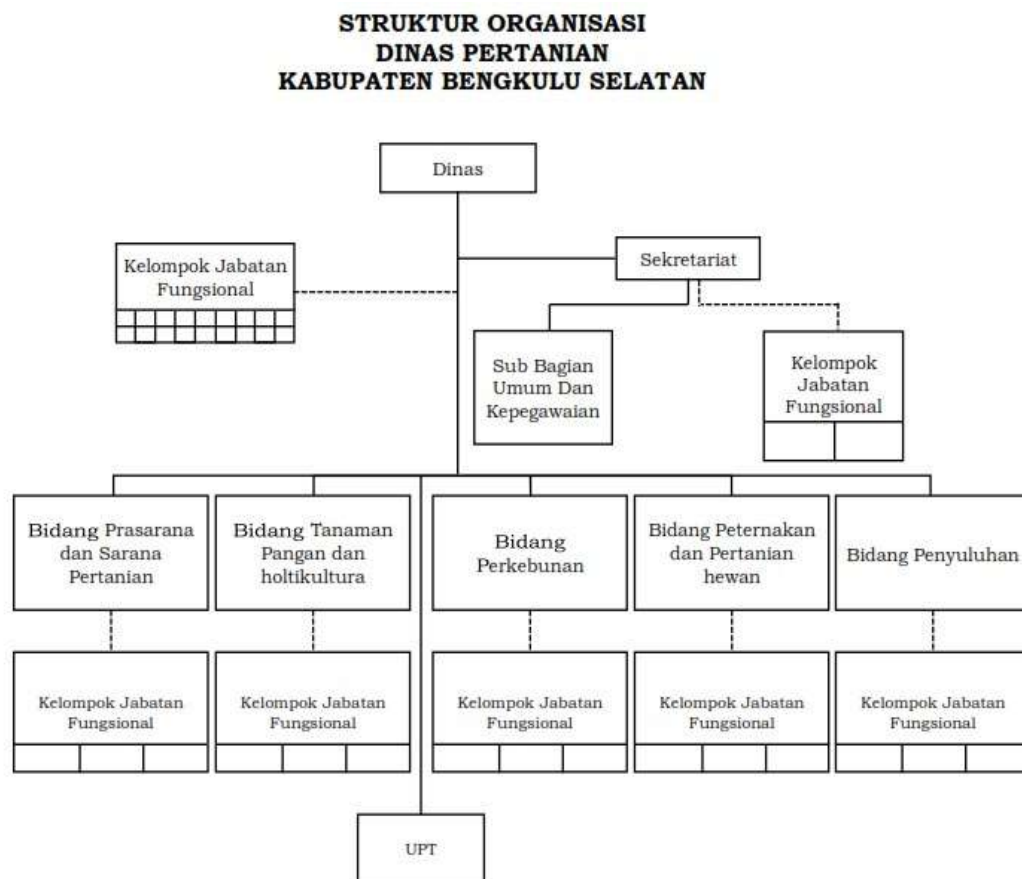 STRUKTUR ORGANISASI
DINAS PERTANIAN
KABUPATEN BENGKULU SELATAN
Dinas
Kelompok Jabatan
Fungsional
Sekretariat
Sub Bagian
Umum Dan
Kepegawaian
Kelompok
Jabatan
Fungsional
Bidang Prasarana
dan Sarana
Pertanian
Bidang Tanaman
Pangan dan
holtikultura
Bidang
Perkebunan
Bidang Peternakan
dan Pertanian
hewan
Bidang Penyuluhan
Kelompok Jabatan
Fungsional
Kelompok Jabatan
Fungsional
Kelompok Jabatan
Fungsional
Kelompok Jabatan
Fungsional
Kelompok Jabatan
Fungsional
UPT